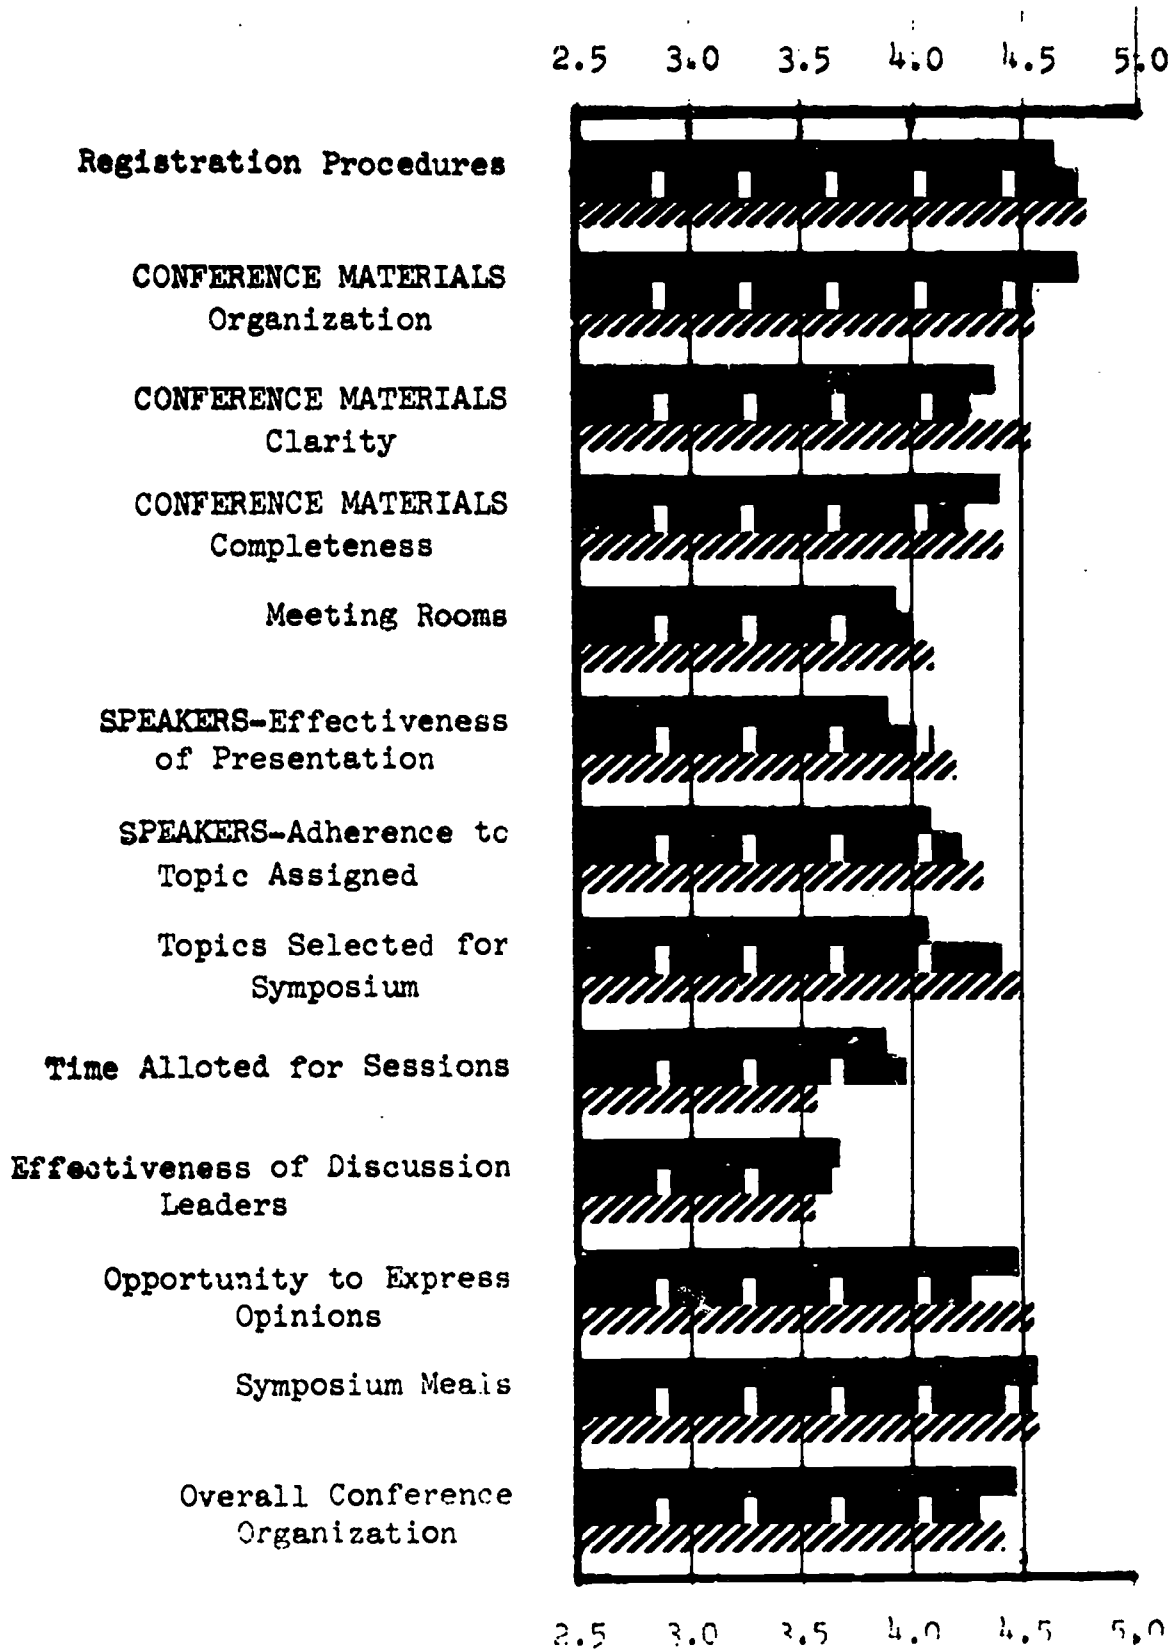 2.5 3.0 3.5 4.0 4.5 5.0
Registration Procedures
CONFERENCE MATERIALS
Organization
CONFERENCE MATERIALS
Clarity
CONFERENCE MATERIALS
Completeness
Meeting Rooms
SPEAKERS-Effectiveness
of Presentation
SPEAKERS-Adherence to
Topic Assigned
Topics Selected for
Symposium
Time Alloted for Sessions
Effectiveness of Discussion
Leaders
Opportunity to Express
Opinions
Symposium Meals
Overall Conference
Organization
2.5 3.0 3.5 4.0 4.5 5.0